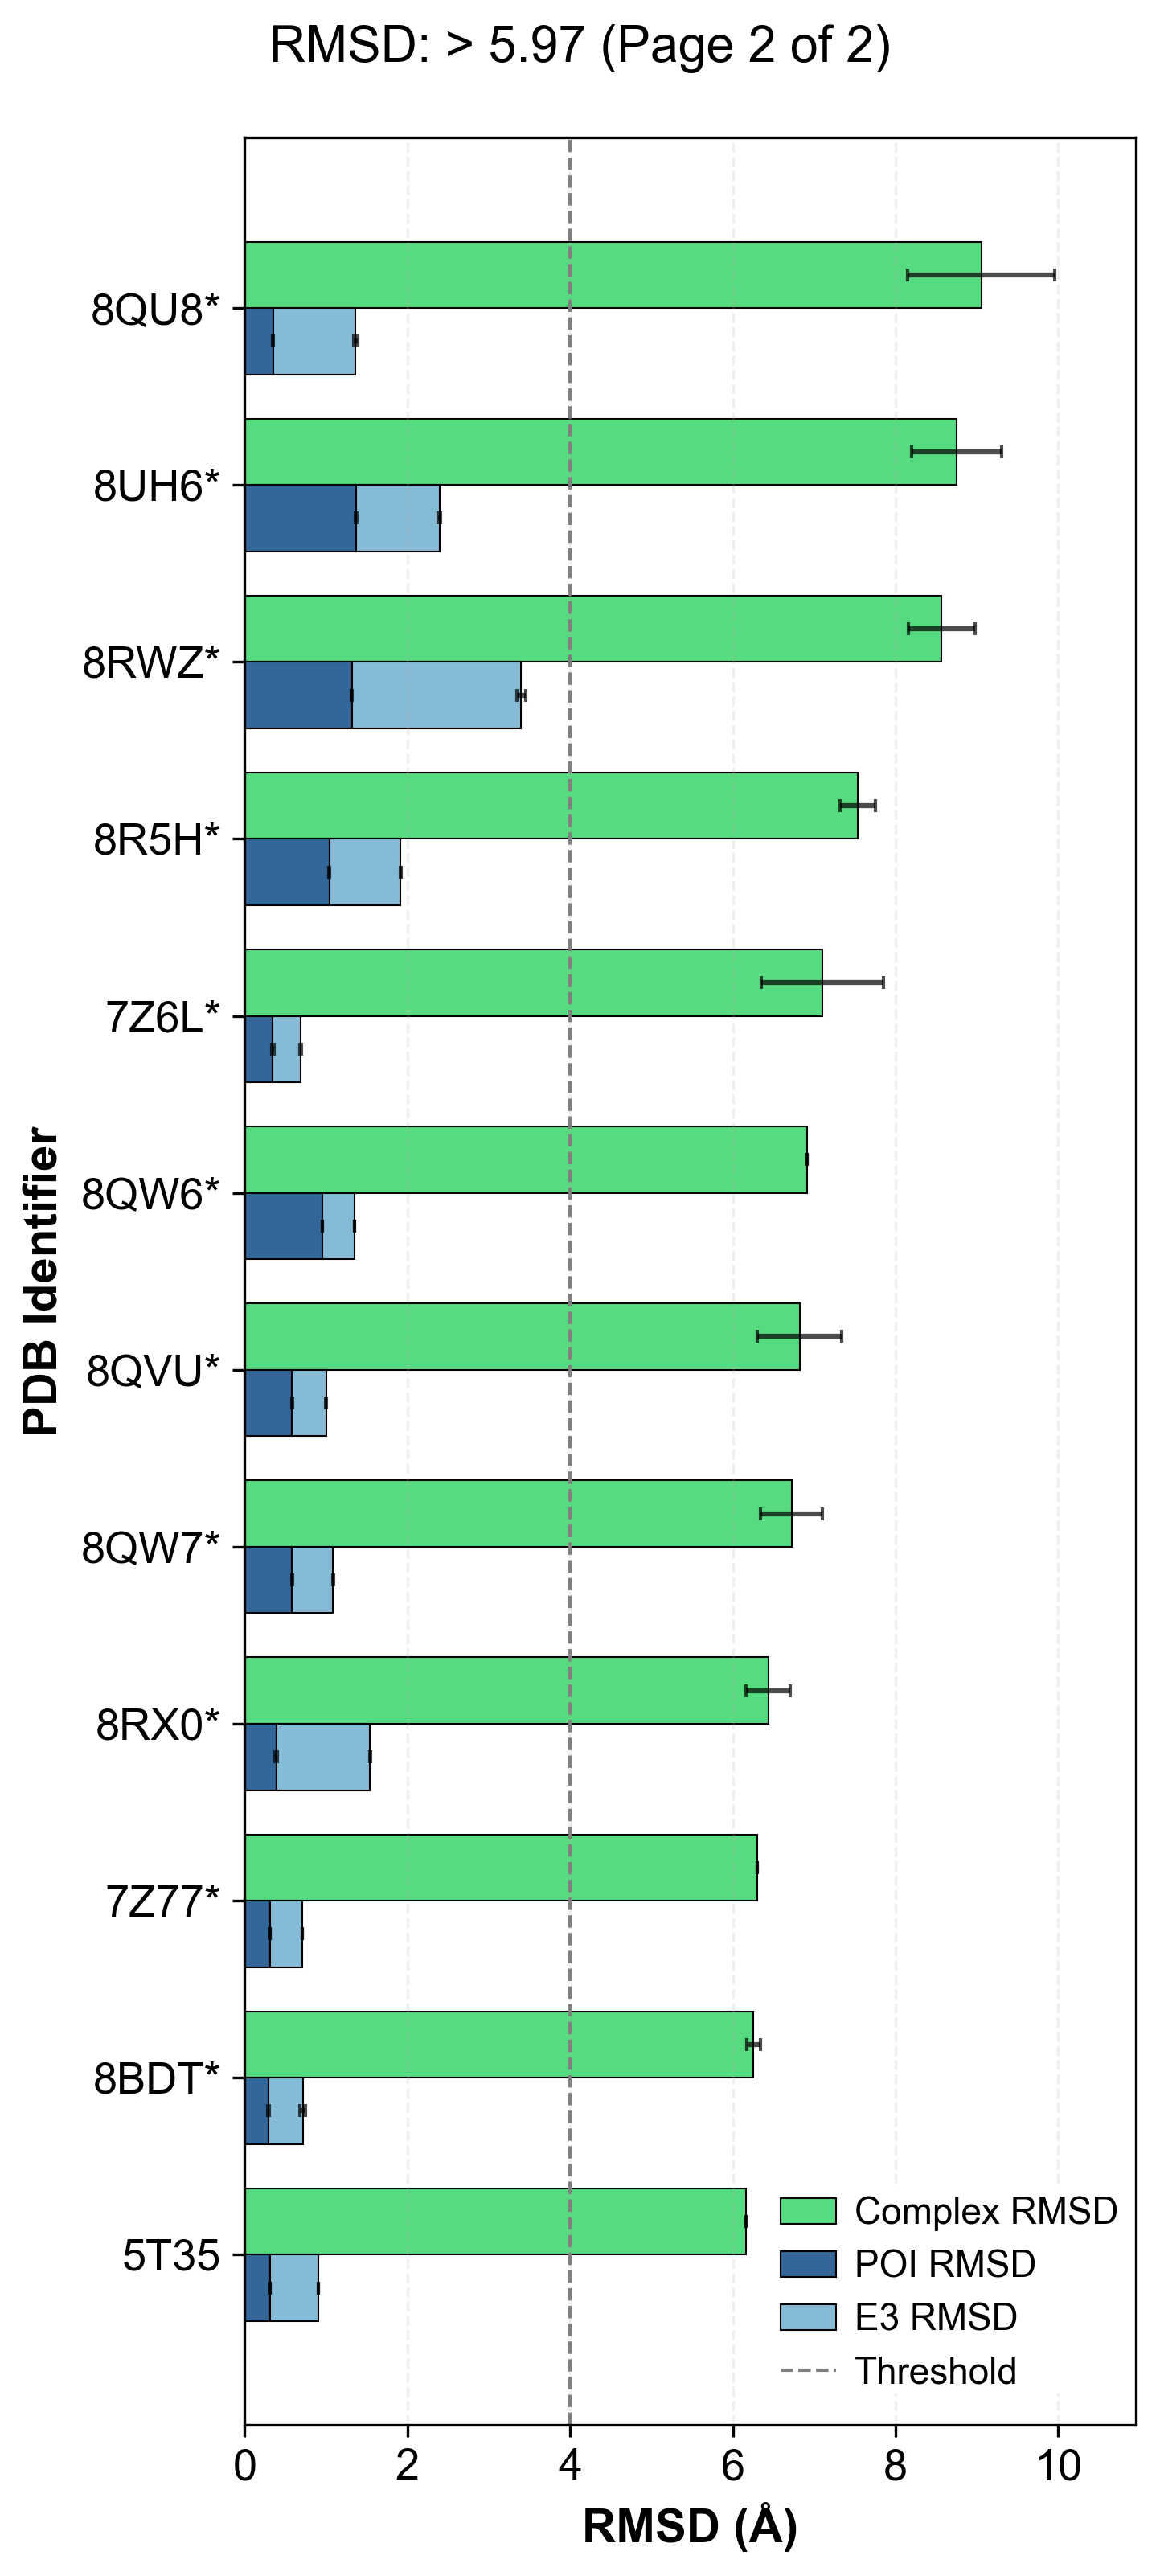 RMSD: > 5.97 (Page 2 of 2)
8QU8*
8UH6*
8RWZ*
8R5H*
7Z6L*
8QW6*
8QVU*
8QW7*
8RX0*
7Z77*
8BDT*
5T35
PDB Identifier
Complex RMSD
POI RMSD
E3 RMSD
Threshold
0 2 4 6 8 10
RMSD (Å)